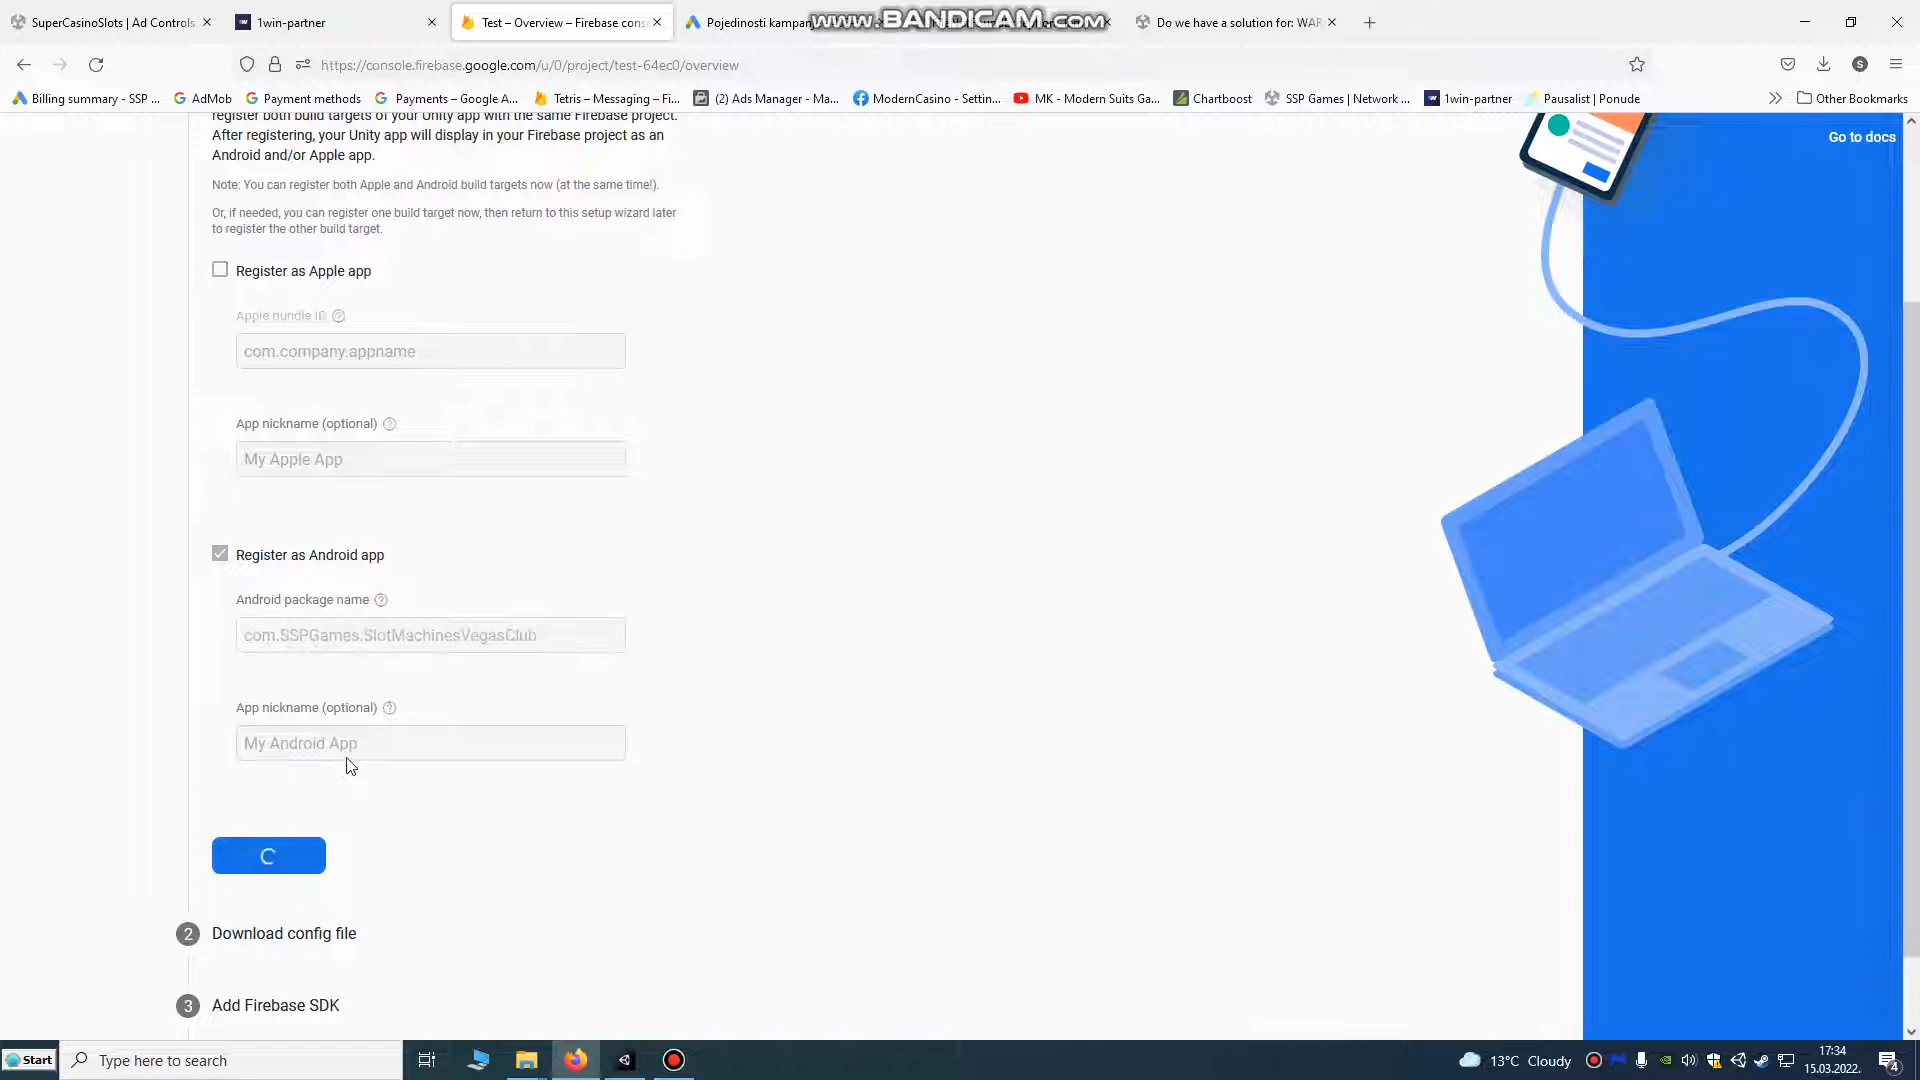 SuperCasinoSlots | Ad Controls
1win-partner
Test – Overview – Firebase cons
Pojedinosti kampanj
www.BANDICAM.com
Do we have a solution for: WAR
https://console.firebase.google.com/u/0/project/test-64ec0/overview
Billing summary - SSP ...
AdMob
Payment methods
Payments – Google A...
Tetris – Messaging – Fi...
(2) Ads Manager - Ma...
ModernCasino - Settin...
MK - Modern Suits Ga...
Chartboost
SSP Games | Network ...
1win-partner
Pausalist | Ponude
Other Bookmarks
register both build targets of your Unity app with the same Firebase project.
After registering, your Unity app will display in your Firebase project as an
Android and/or Apple app.
Go to docs
Note: You can register both Apple and Android build targets now (at the same time!).
Or, if needed, you can register one build target now, then return to this setup wizard later
to register the other build target.
Register as Apple app
Apple bundle ID
com.company.appname
App nickname (optional)
My Apple App
Register as Android app
Android package name
com.SSPGames.SlotMachinesVegasClub
App nickname (optional)
My Android App
2 Download config file
3 Add Firebase SDK
Start
Type here to search
13°C Cloudy
17:34
15.03.2022.
4